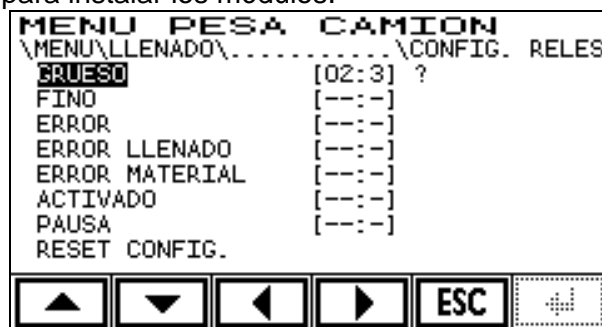 para instalar los módulos.
MENU PESA CAMION
\MENU\LLENADO\............\CONFIG. RELES
GRUESO [02:3] ?
FINO [--:-]
ERROR [--:-]
ERROR LLENADO [--:-]
ERROR MATERIAL [--:-]
ACTIVADO [--:-]
PAUSA [--:-]
RESET CONFIG.
ESC